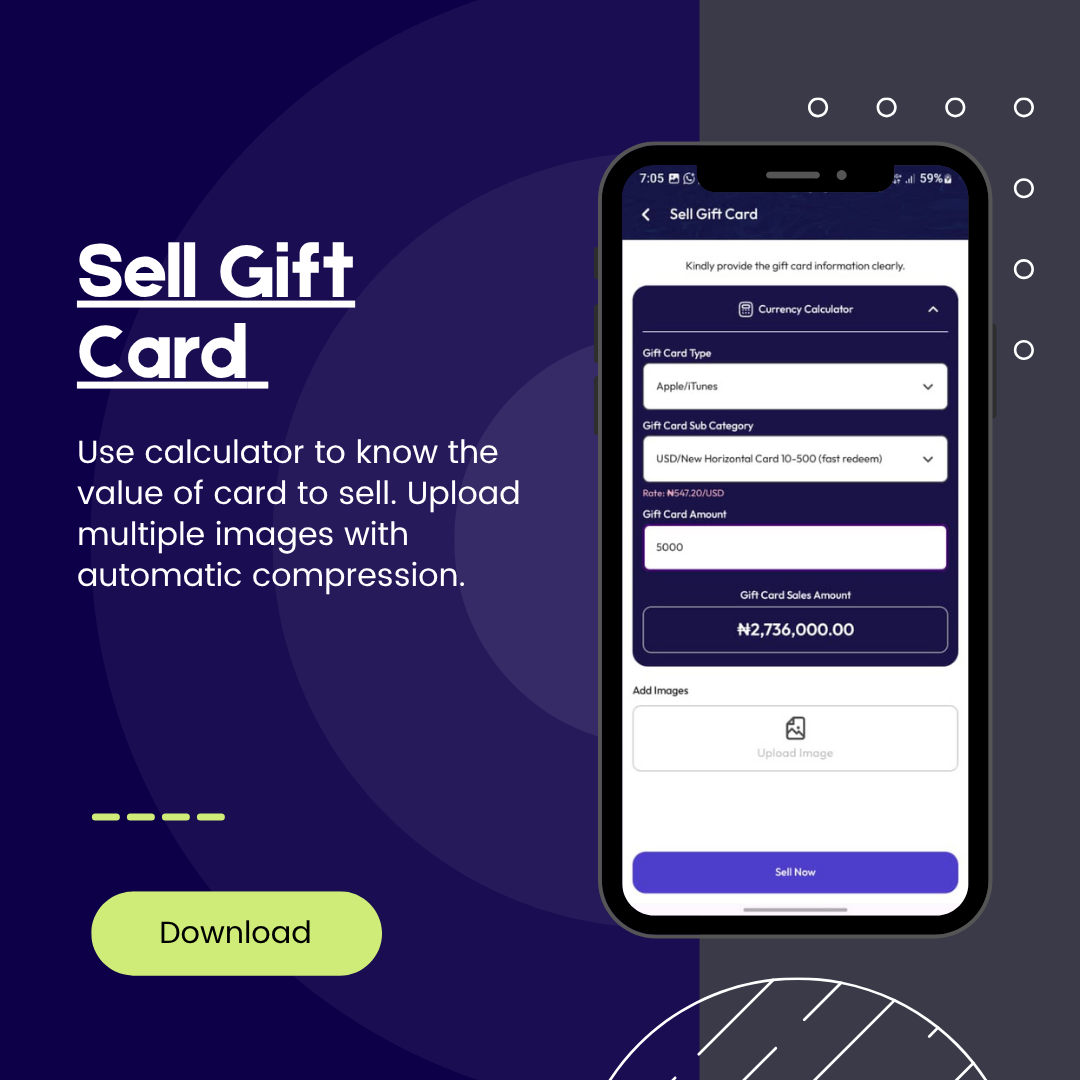 Sell Gift
Card
Use calculator to know the
value of card to sell. Upload
multiple images with
automatic compression.
Download
7:05
59%
Sell Gift Card
Kindly provide the gift card information clearly.
Currency Calculator
Gift Card Type
Apple/iTunes
Gift Card Sub Category
USD/New Horizontal Card 10-500 (fast redeem)
Rate: ₦547.20/USD
Gift Card Amount
5000
Gift Card Sales Amount
₦2,736,000.00
Add Images
Upload Image
Sell Now